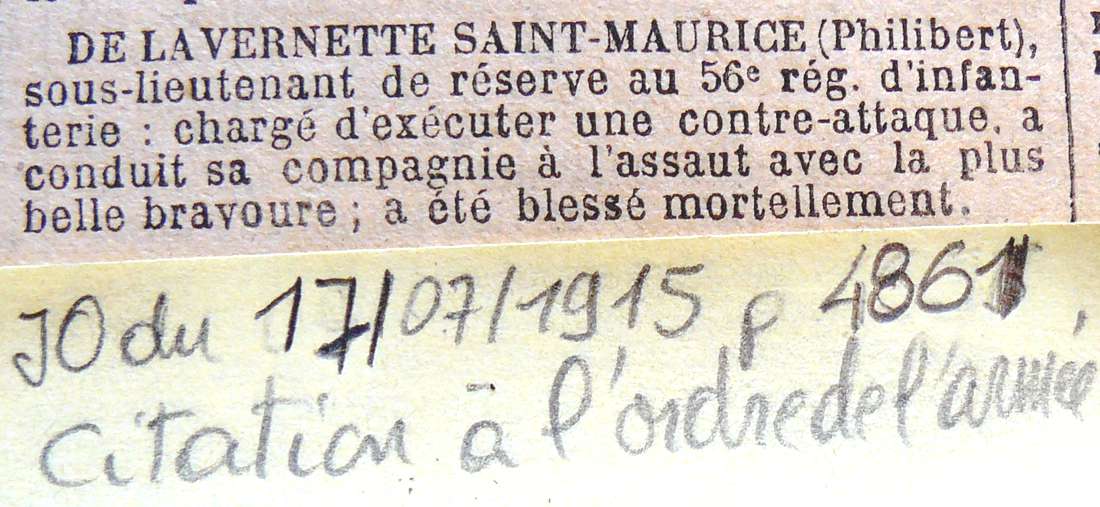 DE LAVERNETTE SAINT-MAURICE (Philibert),
sous-lieutenant de réserve au 56e rég. d'infan-
terie : chargé d'exécuter une contre-attaque. a
conduit sa compagnie à l'assaut avec la plus
belle bravoure ; a été blessé mortellement.
JO du 17/07/1915 p 4861,
Citation à l'ordre de l'armée